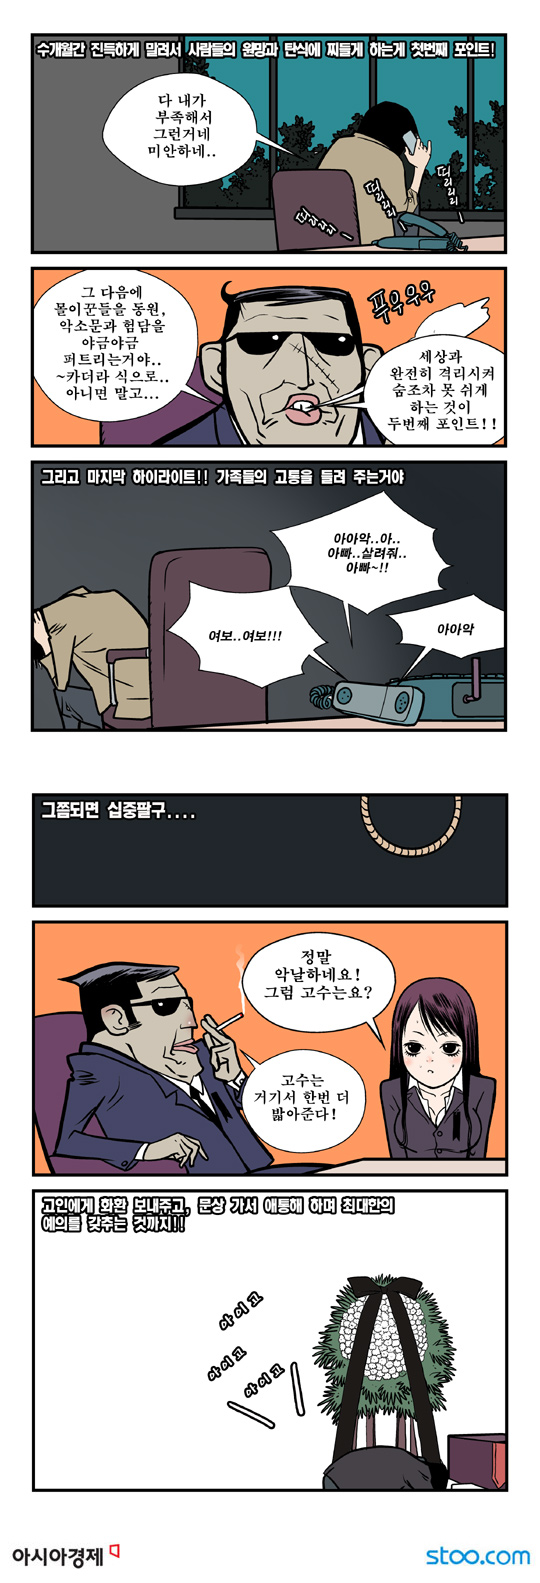 수개월간 진득하게 말려서 사람들의 원망과 탄식에 찌들게 하는게 첫번째 포인트!
다 내가
부족해서
그런거네
미안하네..
띠리리리
띠리리리
띠리리리
그 다음에
몰이꾼들을 동원,
악소문과 험담을
야금야금
퍼트리는거야..
~카더라 식으로..
아니면 말고...
푸우우우
세상과
완전히 격리시켜
숨조차 못 쉬게
하는 것이
두번째 포인트!!
그리고 마지막 하이라이트!! 가족들의 고통을 들려 주는거야
아아악..아..
아빠..살려줘..
아빠~!!
여보..여보!!!
아아악
그쯤되면 십중팔구....
정말
악날하네요!
그럼 고수는요?
고수는
거기서 한번 더
밟아준다!
고인에게 화환 보내주고, 문상 가서 애통해 하며 최대한의
예의를 갖추는 것까지!!
아이고
아이고
아이고
아시아경제
stoo.com